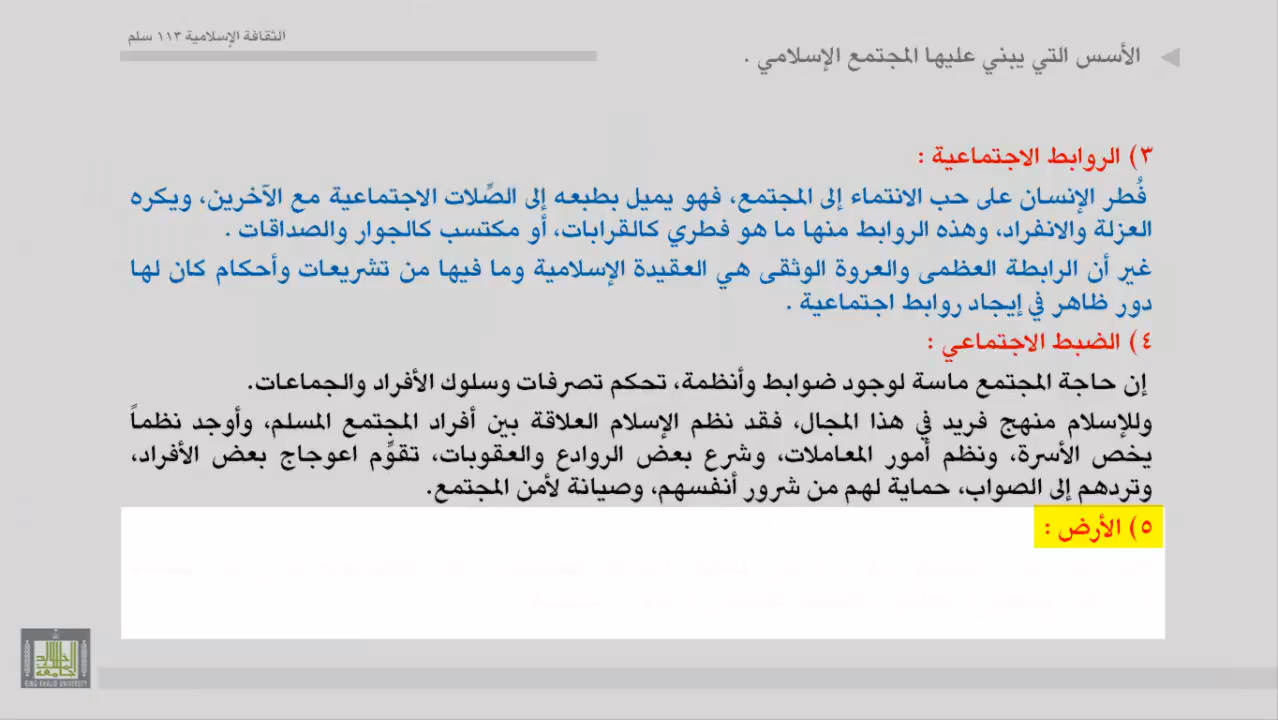 الثقافة الإسلامية ١١٣ سلم
الأسس التي يبني عليها المجتمع الإسلامي .
٣) الروابط الاجتماعية :
فُطر الإنسان على حب الانتماء إلى المجتمع، فهو يميل بطبعه إلى الصِّلات الاجتماعية مع الآخرين، ويكره
العزلة والانفراد، وهذه الروابط منها ما هو فطري كالقرابات، أو مكتسب كالجوار والصداقات .
غير أن الرابطة العظمى والعروة الوثقى هي العقيدة الإسلامية وما فيها من تشريعات وأحكام كان لها
دور ظاهر في إيجاد روابط اجتماعية .
٤) الضبط الاجتماعي :
إن حاجة المجتمع ماسة لوجود ضوابط وأنظمة، تحكم تصرفات وسلوك الأفراد والجماعات.
وللإسلام منهج فريد في هذا المجال، فقد نظم الإسلام العلاقة بين أفراد المجتمع المسلم، وأوجد نظماً
يخص الأسرة، ونظم أمور المعاملات، وشرع بعض الروادع والعقوبات، تقوِّم اعوجاج بعض الأفراد،
وتردهم إلى الصواب، حماية لهم من شرور أنفسهم، وصيانة لأمن المجتمع.
٥) الأرض :
جامعة الملك خالد
KING KHALID UNIVERSITY